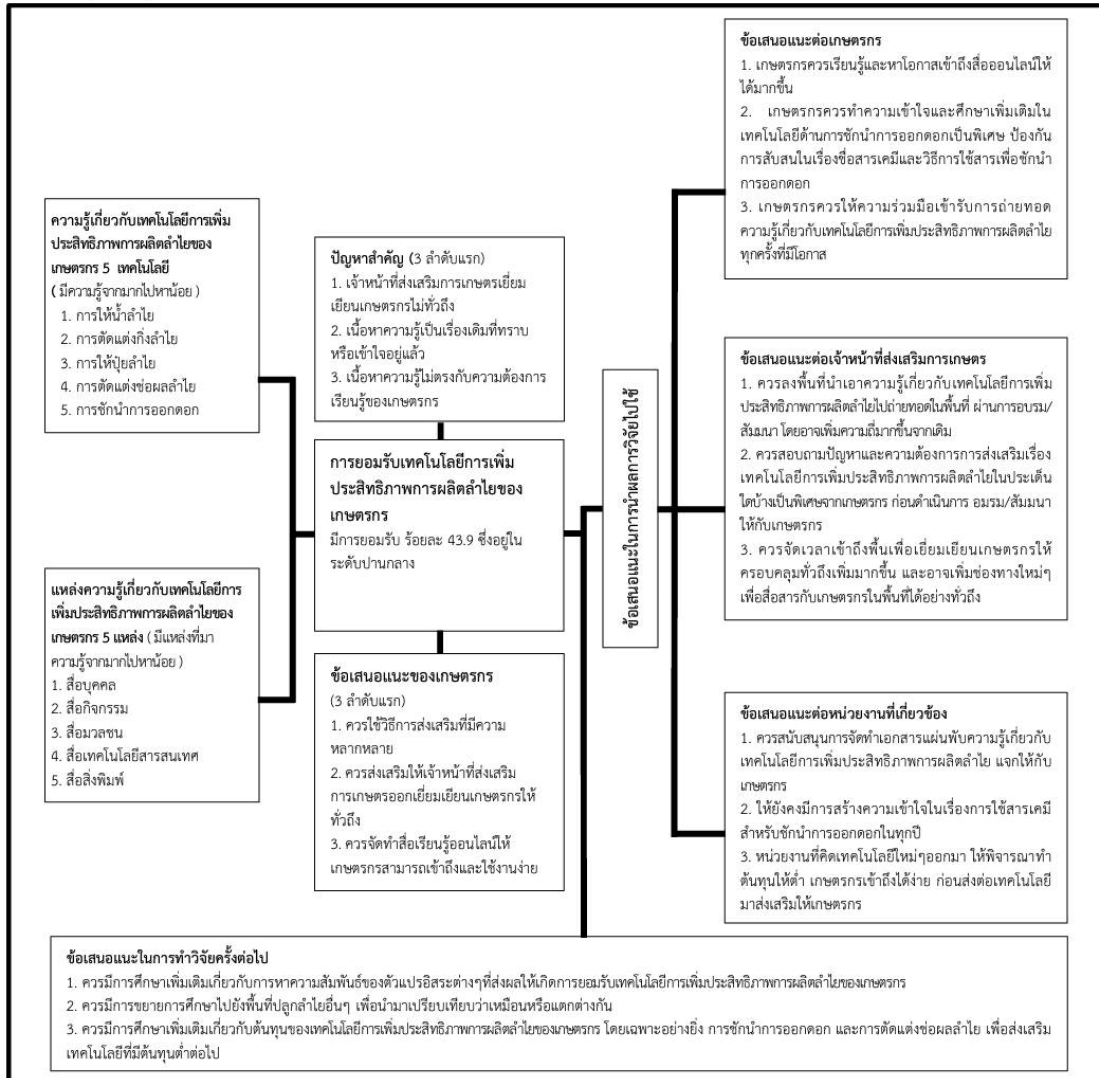 ความรู้เกี่ยวกับเทคโนโลยีการเพิ่ม
ประสิทธิภาพการผลิตลำไยของ
เกษตรกร 5 เทคโนโลยี
( มีความรู้จากมากไปหาน้อย )
1. การให้น้ำลำไย
2. การตัดแต่งกิ่งลำไย
3. การให้ปุ๋ยลำไย
4. การตัดแต่งช่อผลลำไย
5. การชักนำการออกดอก
แหล่งความรู้เกี่ยวกับเทคโนโลยีการ
เพิ่มประสิทธิภาพการผลิตลำไยของ
เกษตรกร 5 แหล่ง ( มีแหล่งที่มา
ความรู้จากมากไปหาน้อย )
1. สื่อบุคคล
2. สื่อกิจกรรม
3. สื่อมวลชน
4. สื่อเทคโนโลยีสารสนเทศ
5. สื่อสิ่งพิมพ์
ปัญหาสำคัญ (3 ลำดับแรก)
1. เจ้าหน้าที่ส่งเสริมการเกษตรเยี่ยม
เยียนเกษตรกรไม่ทั่วถึง
2. เนื้อหาความรู้เป็นเรื่องเดิมที่ทราบ
หรือเข้าใจอยู่แล้ว
3. เนื้อหาความรู้ไม่ตรงกับความต้องการ
เรียนรู้ของเกษตรกร
การยอมรับเทคโนโลยีการเพิ่ม
ประสิทธิภาพการผลิตลำไยของ
เกษตรกร
มีการยอมรับ ร้อยละ 43.9 ซึ่งอยู่ใน
ระดับปานกลาง
ข้อเสนอแนะของเกษตรกร
(3 ลำดับแรก)
1. ควรใช้วิธีการส่งเสริมที่มีความ
หลากหลาย
2. ควรส่งเสริมให้เจ้าหน้าที่ส่งเสริม
การเกษตรออกเยี่ยมเยียนเกษตรกรให้
ทั่วถึง
3. ควรจัดทำสื่อเรียนรู้ออนไลน์ให้
เกษตรกรสามารถเข้าถึงและใช้งานง่าย
ข้อเสนอแนะในการนำผลการวิจัยไปใช้
ข้อเสนอแนะต่อเกษตรกร
1. เกษตรกรควรเรียนรู้และหาโอกาสเข้าถึงสื่อออนไลน์ให้
ได้มากขึ้น
2. เกษตรกรควรทำความเข้าใจและศึกษาเพิ่มเติมใน
เทคโนโลยีด้านการชักนำการออกดอกเป็นพิเศษ ป้องกัน
การสับสนในเรื่องชื่อสารเคมีและวิธีการใช้สารเพื่อชักนำ
การออกดอก
3. เกษตรกรควรให้ความร่วมมือเข้ารับการถ่ายทอด
ความรู้เกี่ยวกับเทคโนโลยีการเพิ่มประสิทธิภาพการผลิตลำไย
ทุกครั้งที่มีโอกาส
ข้อเสนอแนะต่อเจ้าหน้าที่ส่งเสริมการเกษตร
1. ควรลงพื้นที่นำเอาความรู้เกี่ยวกับเทคโนโลยีการเพิ่ม
ประสิทธิภาพการผลิตลำไยไปถ่ายทอดในพื้นที่ ผ่านการอบรม/
สัมมนา โดยอาจเพิ่มความถี่มากขึ้นจากเดิม
2. ควรสอบถามปัญหาและความต้องการการส่งเสริมเรื่อง
เทคโนโลยีการเพิ่มประสิทธิภาพการผลิตลำไยในประเด็น
ใดบ้างเป็นพิเศษจากเกษตรกร ก่อนดำเนินการ อมรม/สัมมนา
ให้กับเกษตรกร
3. ควรจัดเวลาเข้าถึงพื้นเพื่อเยี่ยมเยียนเกษตรกรให้
ครอบคลุมทั่วถึงเพิ่มมากขึ้น และอาจเพิ่มช่องทางใหม่ๆ
เพื่อสื่อสารกับเกษตรกรในพื้นที่ได้อย่างทั่วถึง
ข้อเสนอแนะต่อหน่วยงานที่เกี่ยวข้อง
1. ควรสนับสนุนการจัดทำเอกสารแผ่นพับความรู้เกี่ยวกับ
เทคโนโลยีการเพิ่มประสิทธิภาพการผลิตลำไย แจกให้กับ
เกษตรกร
2. ให้ยังคงมีการสร้างความเข้าใจในเรื่องการใช้สารเคมี
สำหรับชักนำการออกดอกในทุกปี
3. หน่วยงานที่คิดเทคโนโลยีใหม่ๆออกมา ให้พิจารณาทำ
ต้นทุนให้ต่ำ เกษตรกรเข้าถึงได้ง่าย ก่อนส่งต่อเทคโนโลยี
มาส่งเสริมให้เกษตรกร
ข้อเสนอแนะในการทำวิจัยครั้งต่อไป
1. ควรมีการศึกษาเพิ่มเติมเกี่ยวกับการหาความสัมพันธ์ของตัวแปรอิสระต่างๆที่ส่งผลให้เกิดการยอมรับเทคโนโลยีการเพิ่มประสิทธิภาพการผลิตลำไยของเกษตรกร
2. ควรมีการขยายการศึกษาไปยังพื้นที่ปลูกลำไยอื่นๆ เพื่อนำมาเปรียบเทียบว่าเหมือนหรือแตกต่างกัน
3. ควรมีการศึกษาเพิ่มเติมเกี่ยวกับต้นทุนของเทคโนโลยีการเพิ่มประสิทธิภาพการผลิตลำไยของเกษตรกร โดยเฉพาะอย่างยิ่ง การชักนำการออกดอก และการตัดแต่งช่อผลลำไย เพื่อส่งเสริม
เทคโนโลยีที่มีต้นทุนต่ำต่อไป